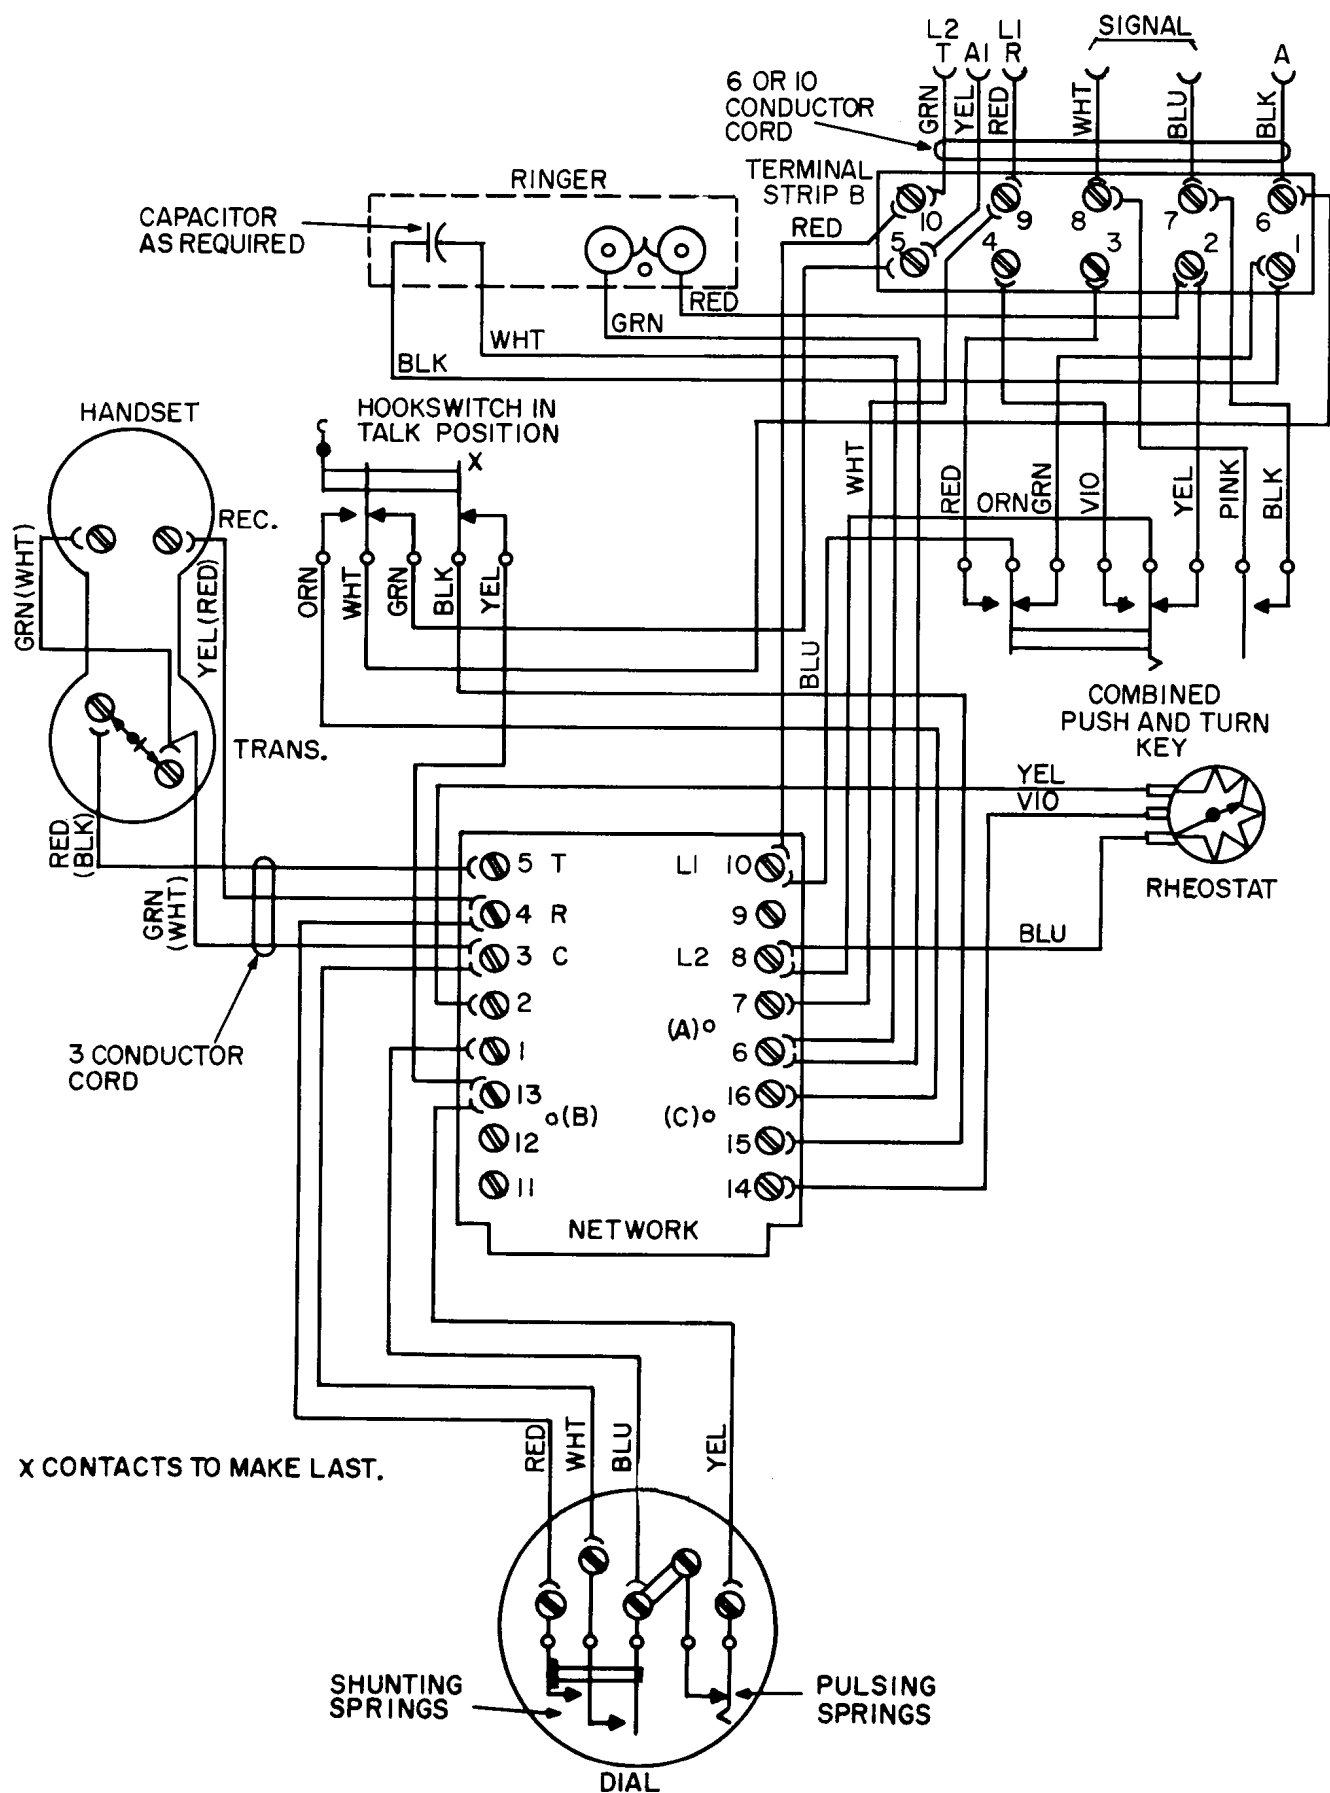 L2 L1 SIGNAL
T A1 R A
6 OR 10
CONDUCTOR
CORD
GRN YEL RED WHT BLU BLK
TERMINAL
STRIP B
10 9 8 7 6
5 4 3 2 1
RINGER
CAPACITOR
AS REQUIRED
RED
RED
GRN
WHT
BLK
HANDSET
HOOKSWITCH IN
TALK POSITION
C
X
REC.
GRN (WHT)
YEL (RED)
ORN WHT GRN BLK YEL
WHT RED ORN GRN VIO YEL PINK BLK
BLU
COMBINED
PUSH AND TURN
KEY
TRANS.
YEL
VIO
RED
(BLK)
GRN
(WHT)
RHEOSTAT
BLU
5 T L1 10
4 R 9
3 C L2 8
2 7
(A)
1 6
13 16
(B) (C)
12 15
11 14
NETWORK
3 CONDUCTOR
CORD
RED WHT BLU YEL
X CONTACTS TO MAKE LAST.
SHUNTING
SPRINGS
PULSING
SPRINGS
DIAL